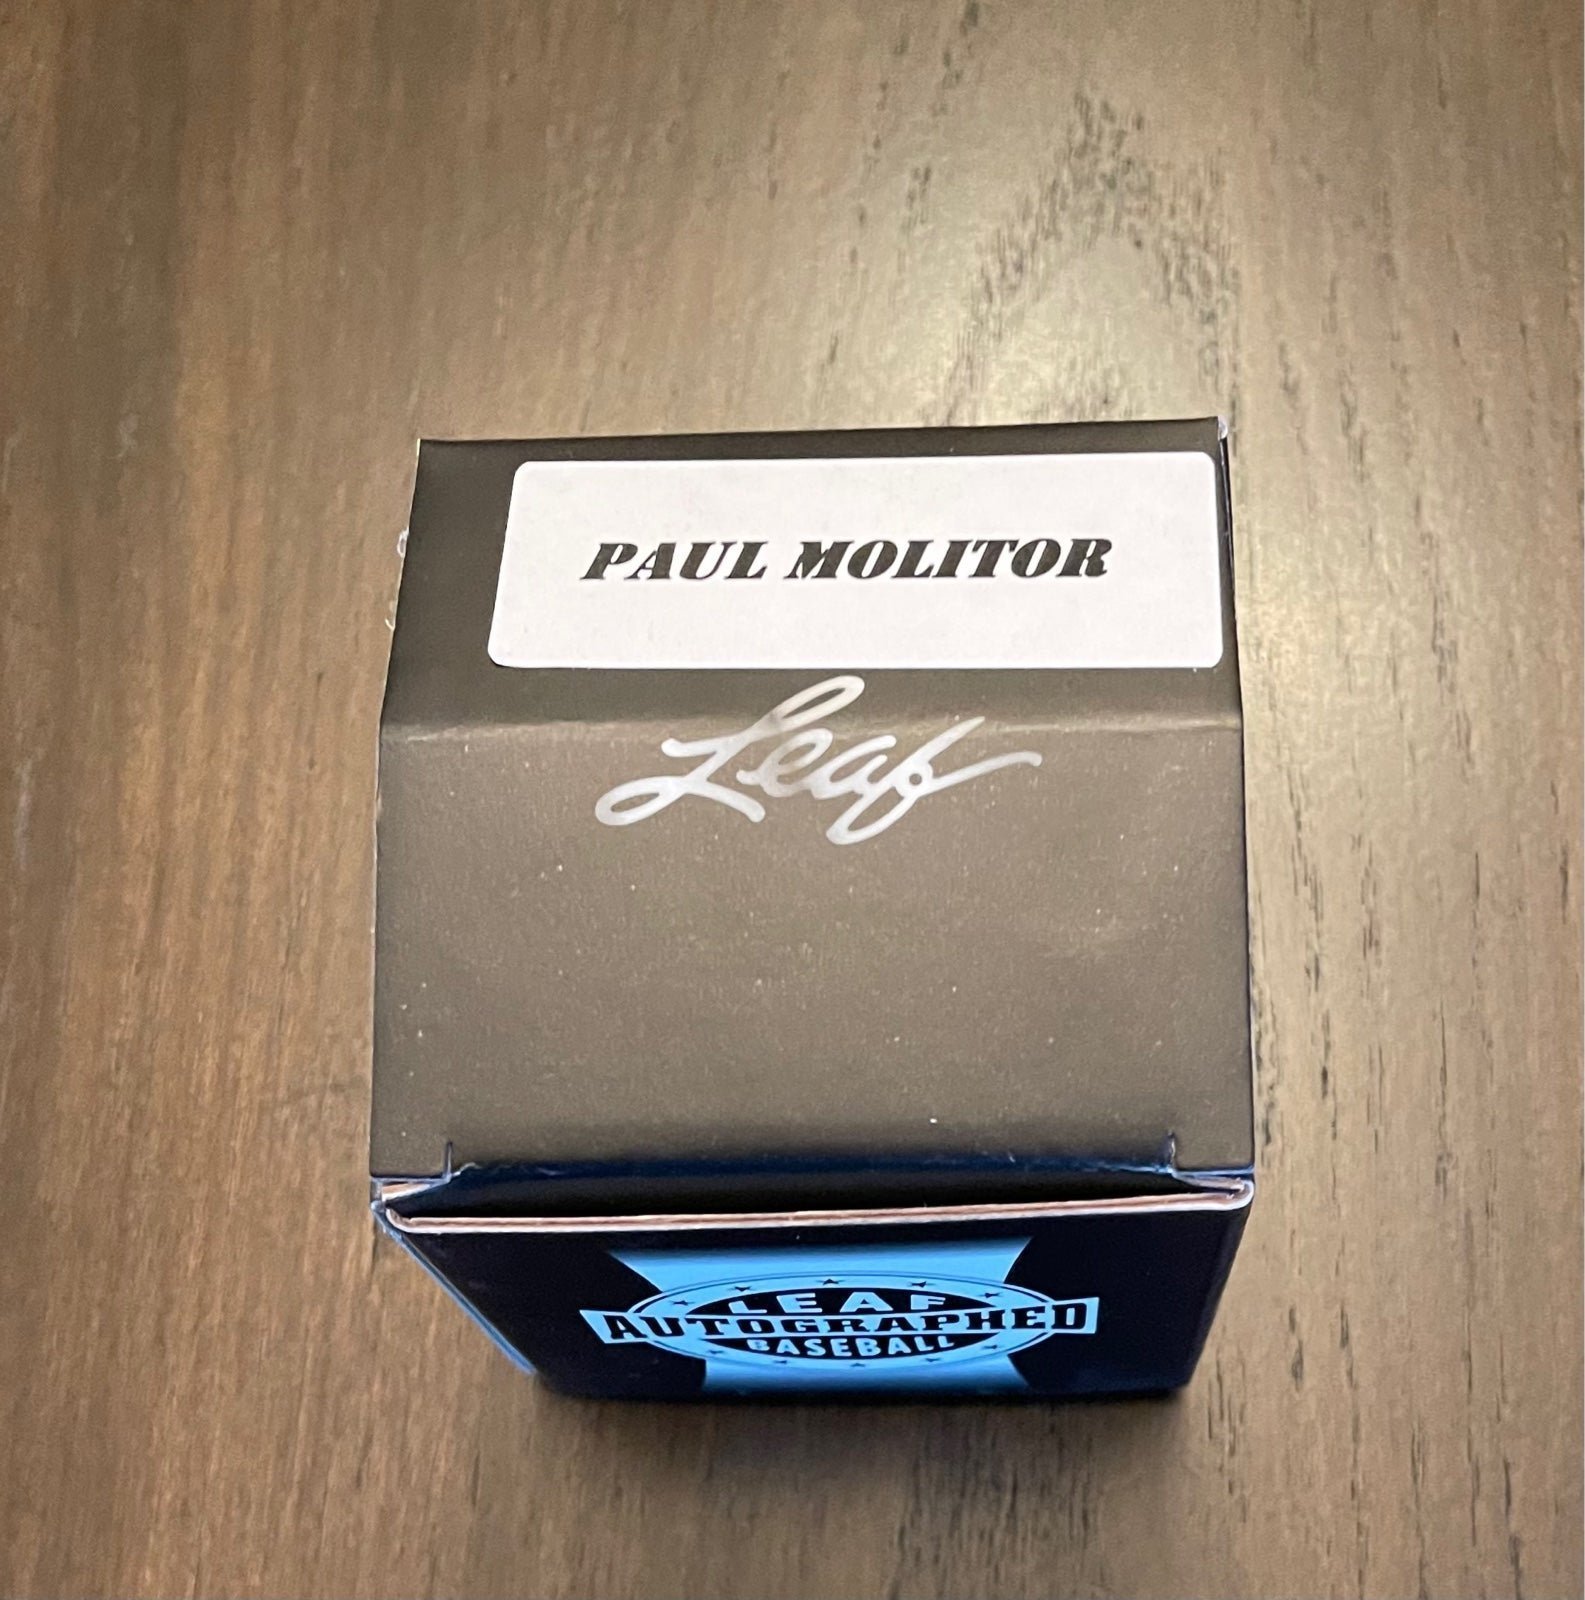 PAUL MOLITOR
Leaf
LEAF
AUTOGRAPHED
BASEBALL